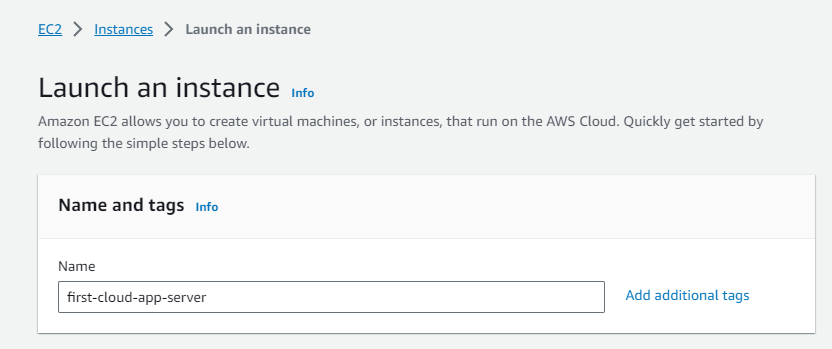 EC2 > Instances > Launch an instance
Launch an instance Info
Amazon EC2 allows you to create virtual machines, or instances, that run on the AWS Cloud. Quickly get started by
following the simple steps below.
Name and tags Info
Name
first-cloud-app-server Add additional tags